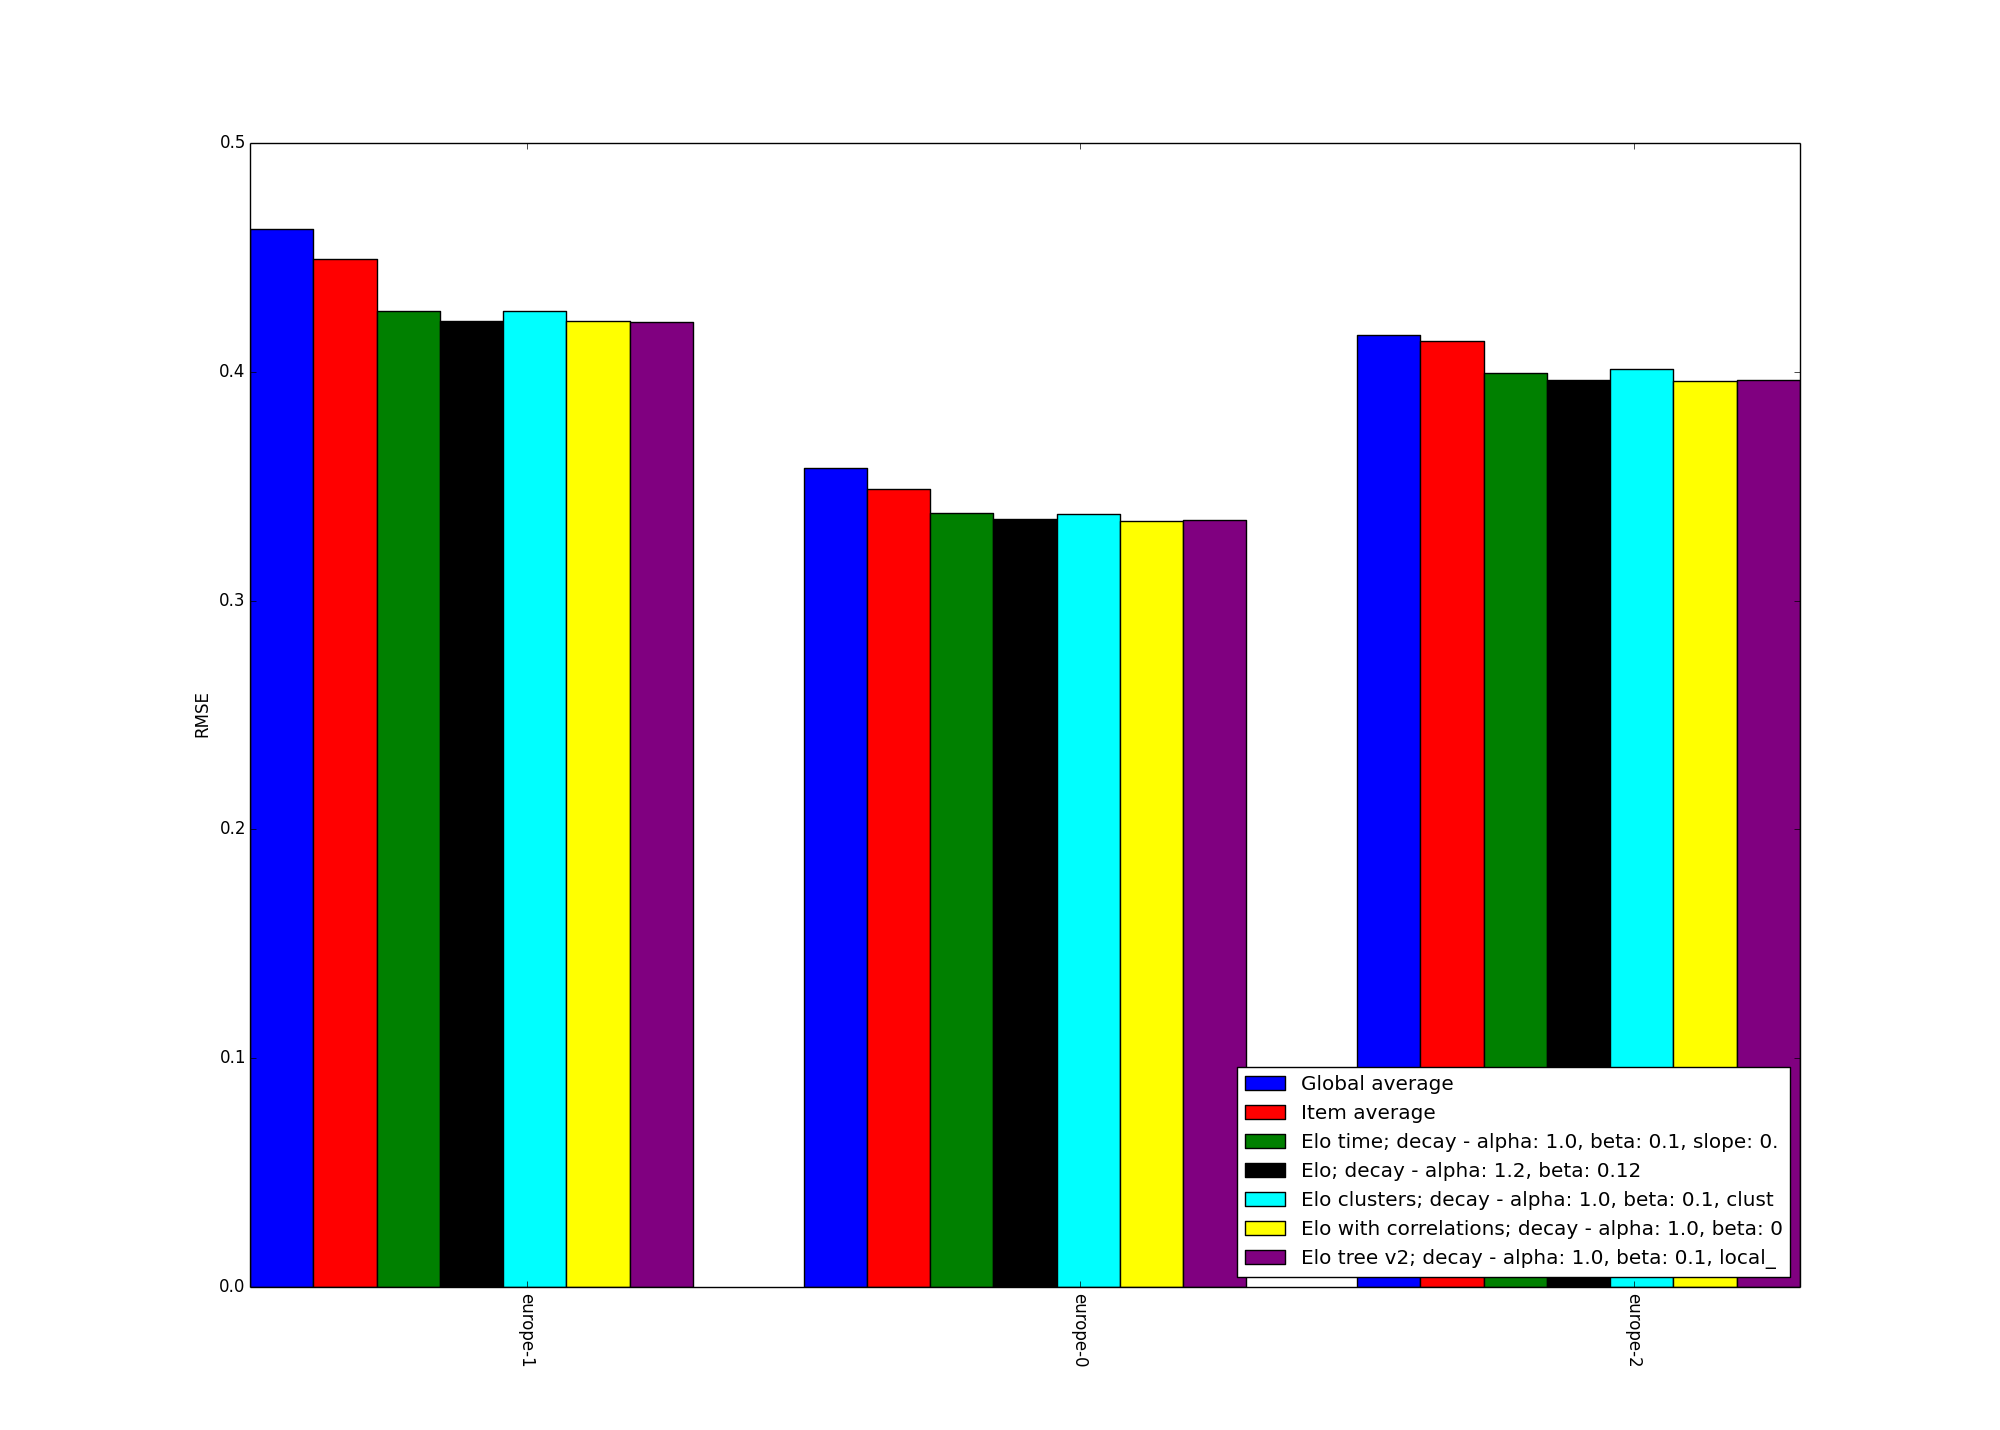 0.5
0.4
0.3
0.2
0.1
0.0
RMSE
europe-1
europe-0
europe-2
Global average
Item average
Elo time; decay - alpha: 1.0, beta: 0.1, slope: 0.
Elo; decay - alpha: 1.2, beta: 0.12
Elo clusters; decay - alpha: 1.0, beta: 0.1, clust
Elo with correlations; decay - alpha: 1.0, beta: 0
Elo tree v2; decay - alpha: 1.0, beta: 0.1, local_